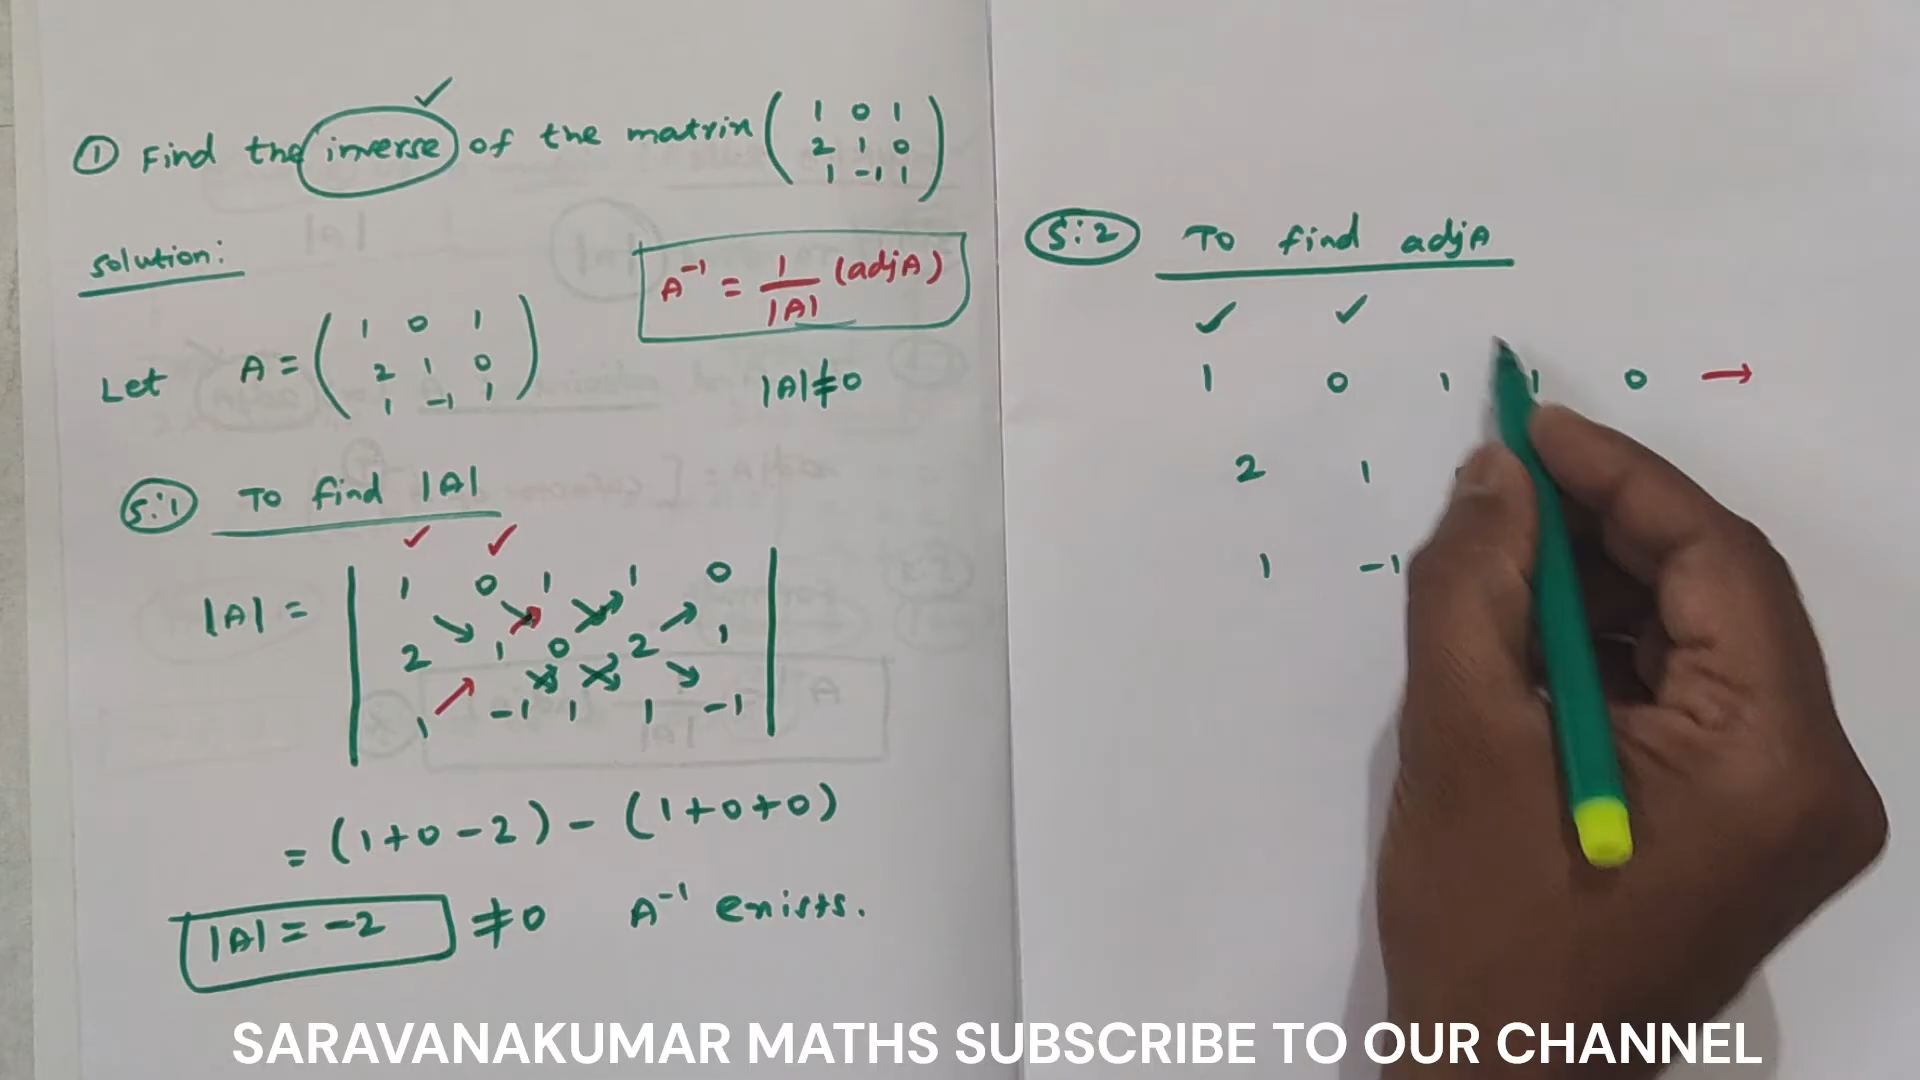 ① Find the inverse of the matrix ( 1 0 1
2 1 0
1 -1 1 )
Solution:
A⁻¹ = 1/|A| (adjA)
Let A = ( 1 0 1
2 1 0
1 -1 1 )
|A| ≠ 0
S:1 To find |A|
|A| = | 1 0 1 1 0 |
2 1 0 2 1
1 -1 1 1 -1
= (1+0-2) - (1+0+0)
|A| = -2 ≠ 0 A⁻¹ exists.
S:2 To find adjA
1 0 1 1 0 →
2 1
1 -1
SARAVANAKUMAR MATHS SUBSCRIBE TO OUR CHANNEL